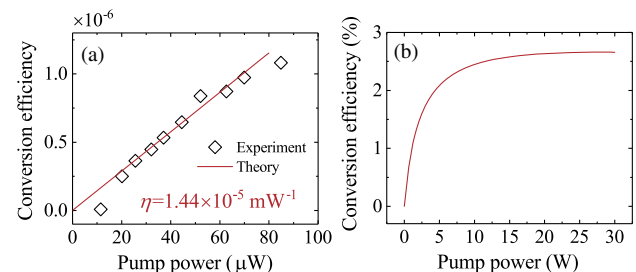 ×10⁻⁶
(a)
Conversion efficiency
1.0
0.5
0.0
Experiment
Theory
η=1.44×10⁻⁵ mW⁻¹
0 20 40 60 80 100
Pump power (μW)
(b)
Conversion efficiency (%)
3
2
1
0
0 5 10 15 20 25 30
Pump power (W)